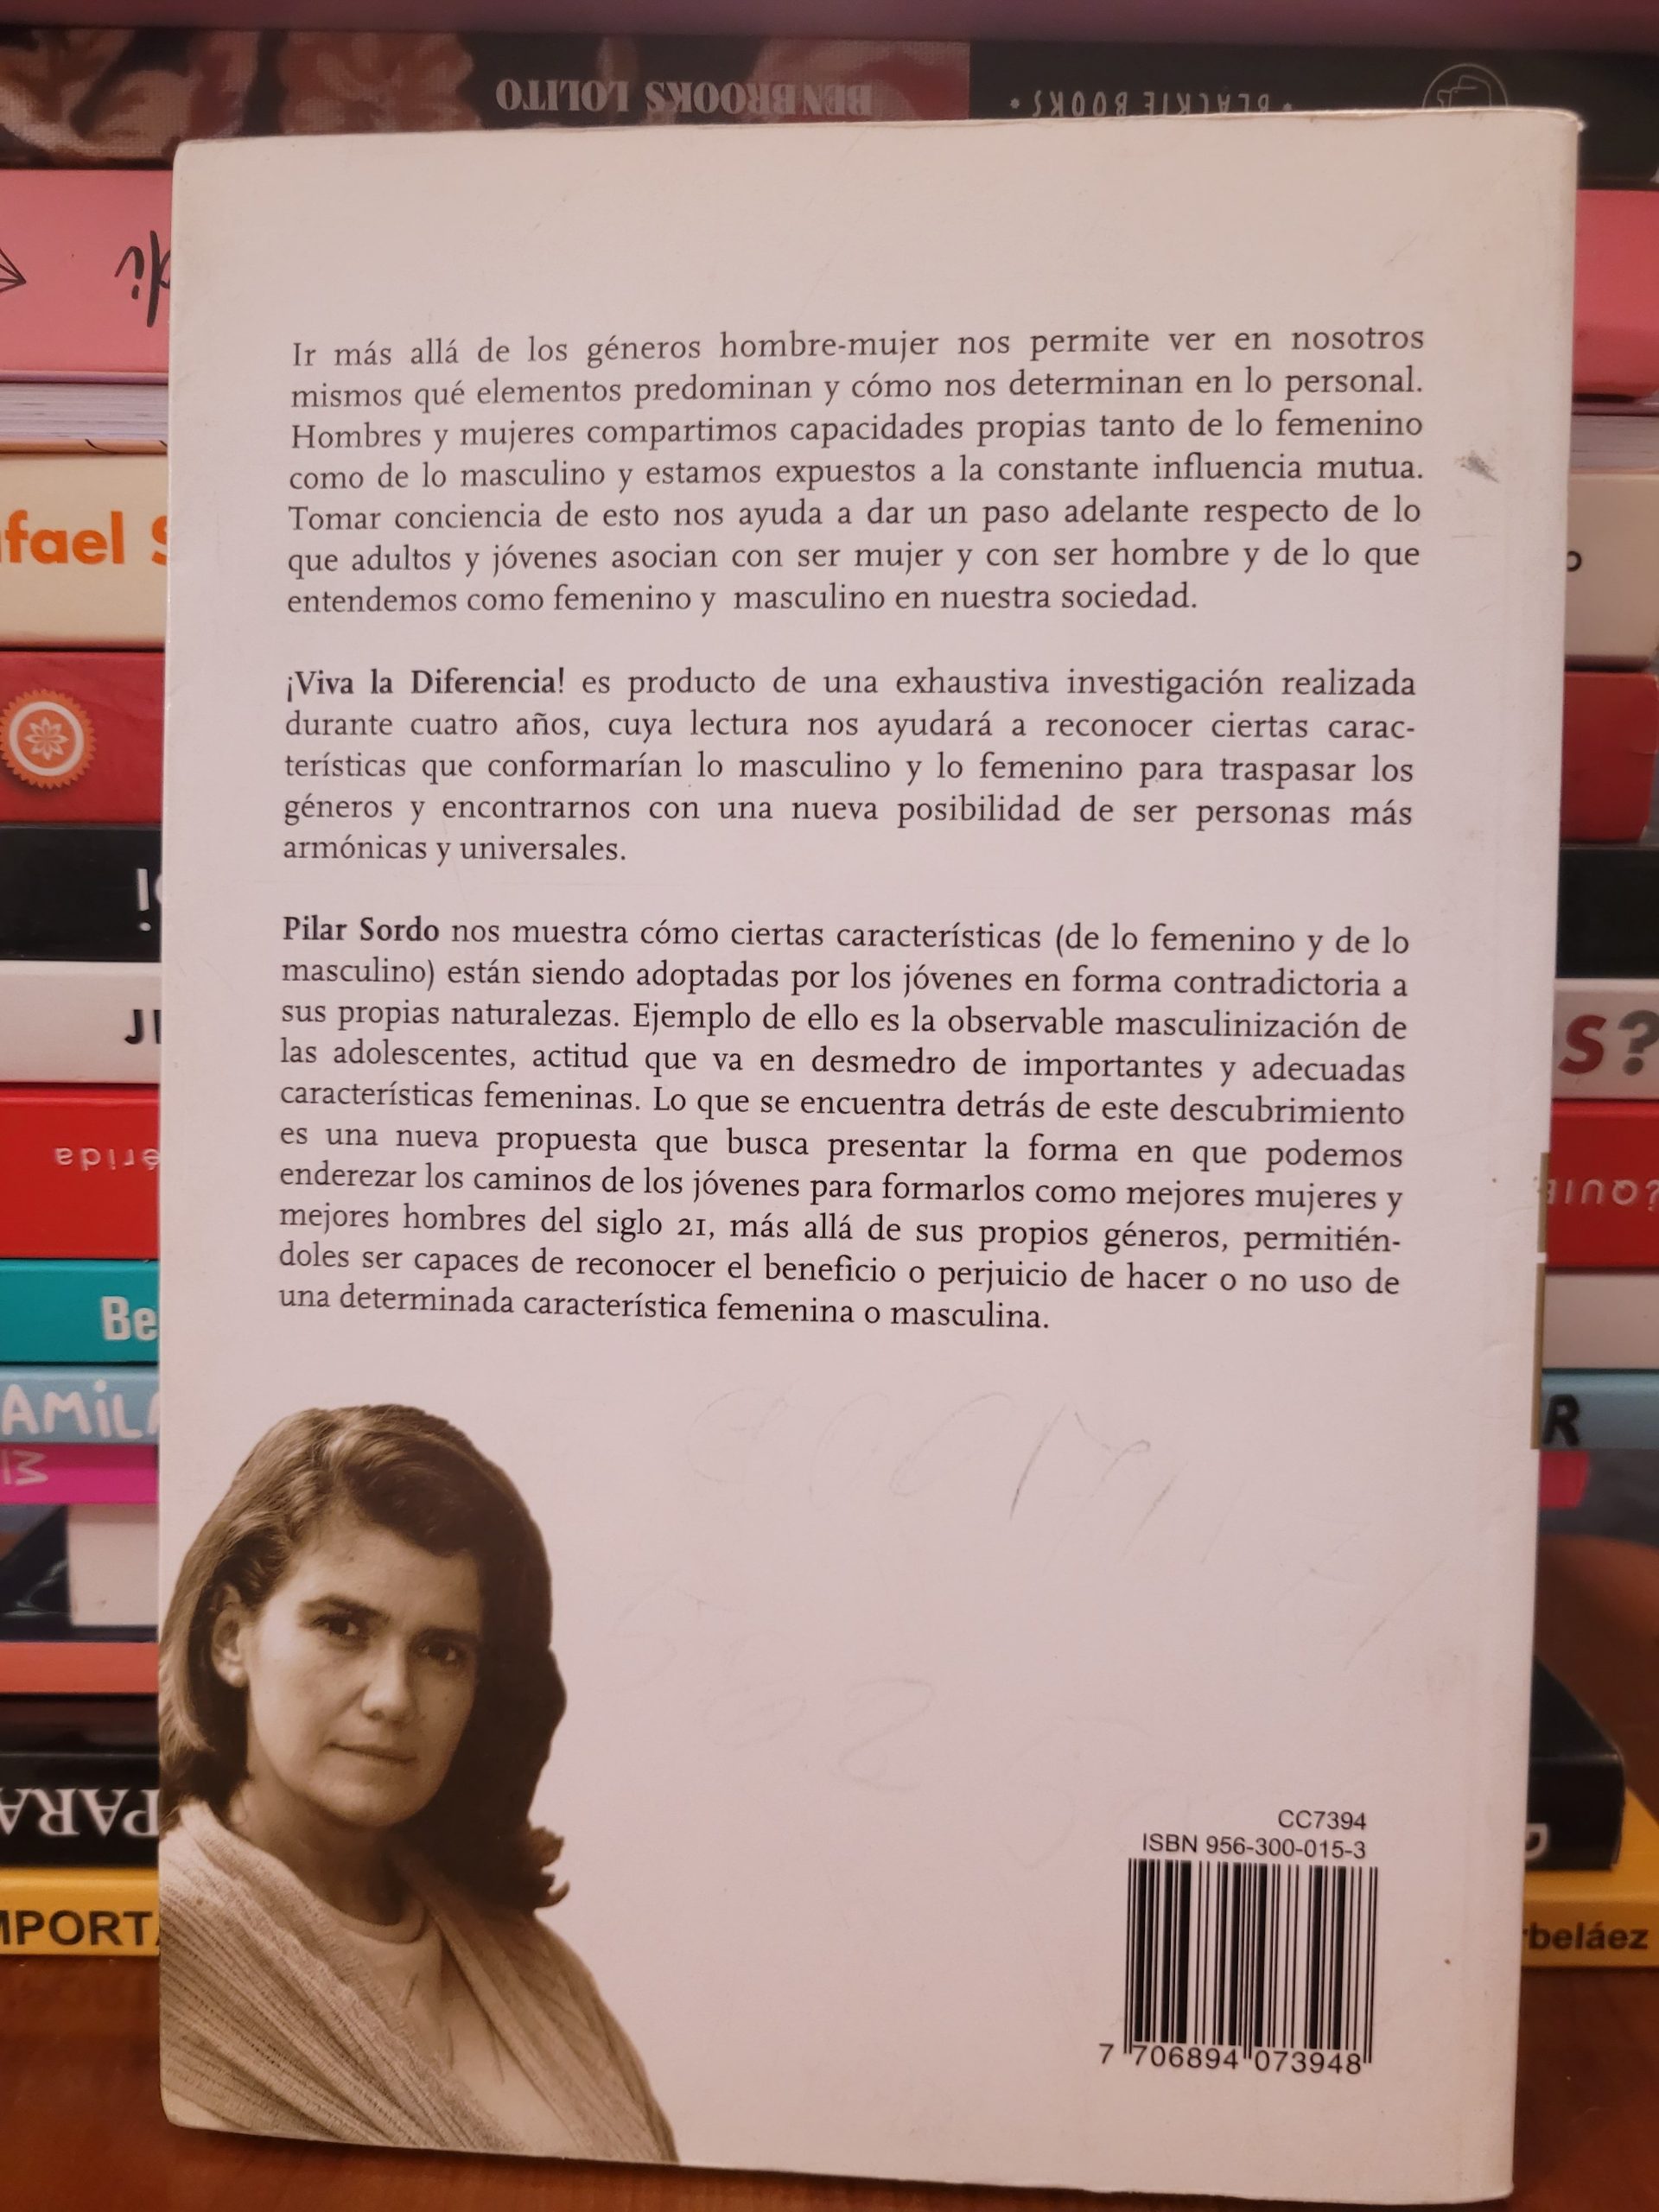 BEN BROOKS LOLITO
• BLACKIE BOOKS •
Ir más allá de los géneros hombre-mujer nos permite ver en nosotros
mismos qué elementos predominan y cómo nos determinan en lo personal.
Hombres y mujeres compartimos capacidades propias tanto de lo femenino
como de lo masculino y estamos expuestos a la constante influencia mutua.
Tomar conciencia de esto nos ayuda a dar un paso adelante respecto de lo
que adultos y jóvenes asocian con ser mujer y con ser hombre y de lo que
entendemos como femenino y masculino en nuestra sociedad.
¡Viva la Diferencia! es producto de una exhaustiva investigación realizada
durante cuatro años, cuya lectura nos ayudará a reconocer ciertas carac-
terísticas que conformarían lo masculino y lo femenino para traspasar los
géneros y encontrarnos con una nueva posibilidad de ser personas más
armónicas y universales.
Pilar Sordo nos muestra cómo ciertas características (de lo femenino y de lo
masculino) están siendo adoptadas por los jóvenes en forma contradictoria a
sus propias naturalezas. Ejemplo de ello es la observable masculinización de
las adolescentes, actitud que va en desmedro de importantes y adecuadas
características femeninas. Lo que se encuentra detrás de este descubrimiento
es una nueva propuesta que busca presentar la forma en que podemos
enderezar los caminos de los jóvenes para formarlos como mejores mujeres y
mejores hombres del siglo 21, más allá de sus propios géneros, permitién-
doles ser capaces de reconocer el beneficio o perjuicio de hacer o no uso de
una determinada característica femenina o masculina.
CC7394
ISBN 956-300-015-3
7 706894 073948
fael S
S?
érida
¿QUIE
Be
AMILA
R
PARA
MPORTA
rbeláez